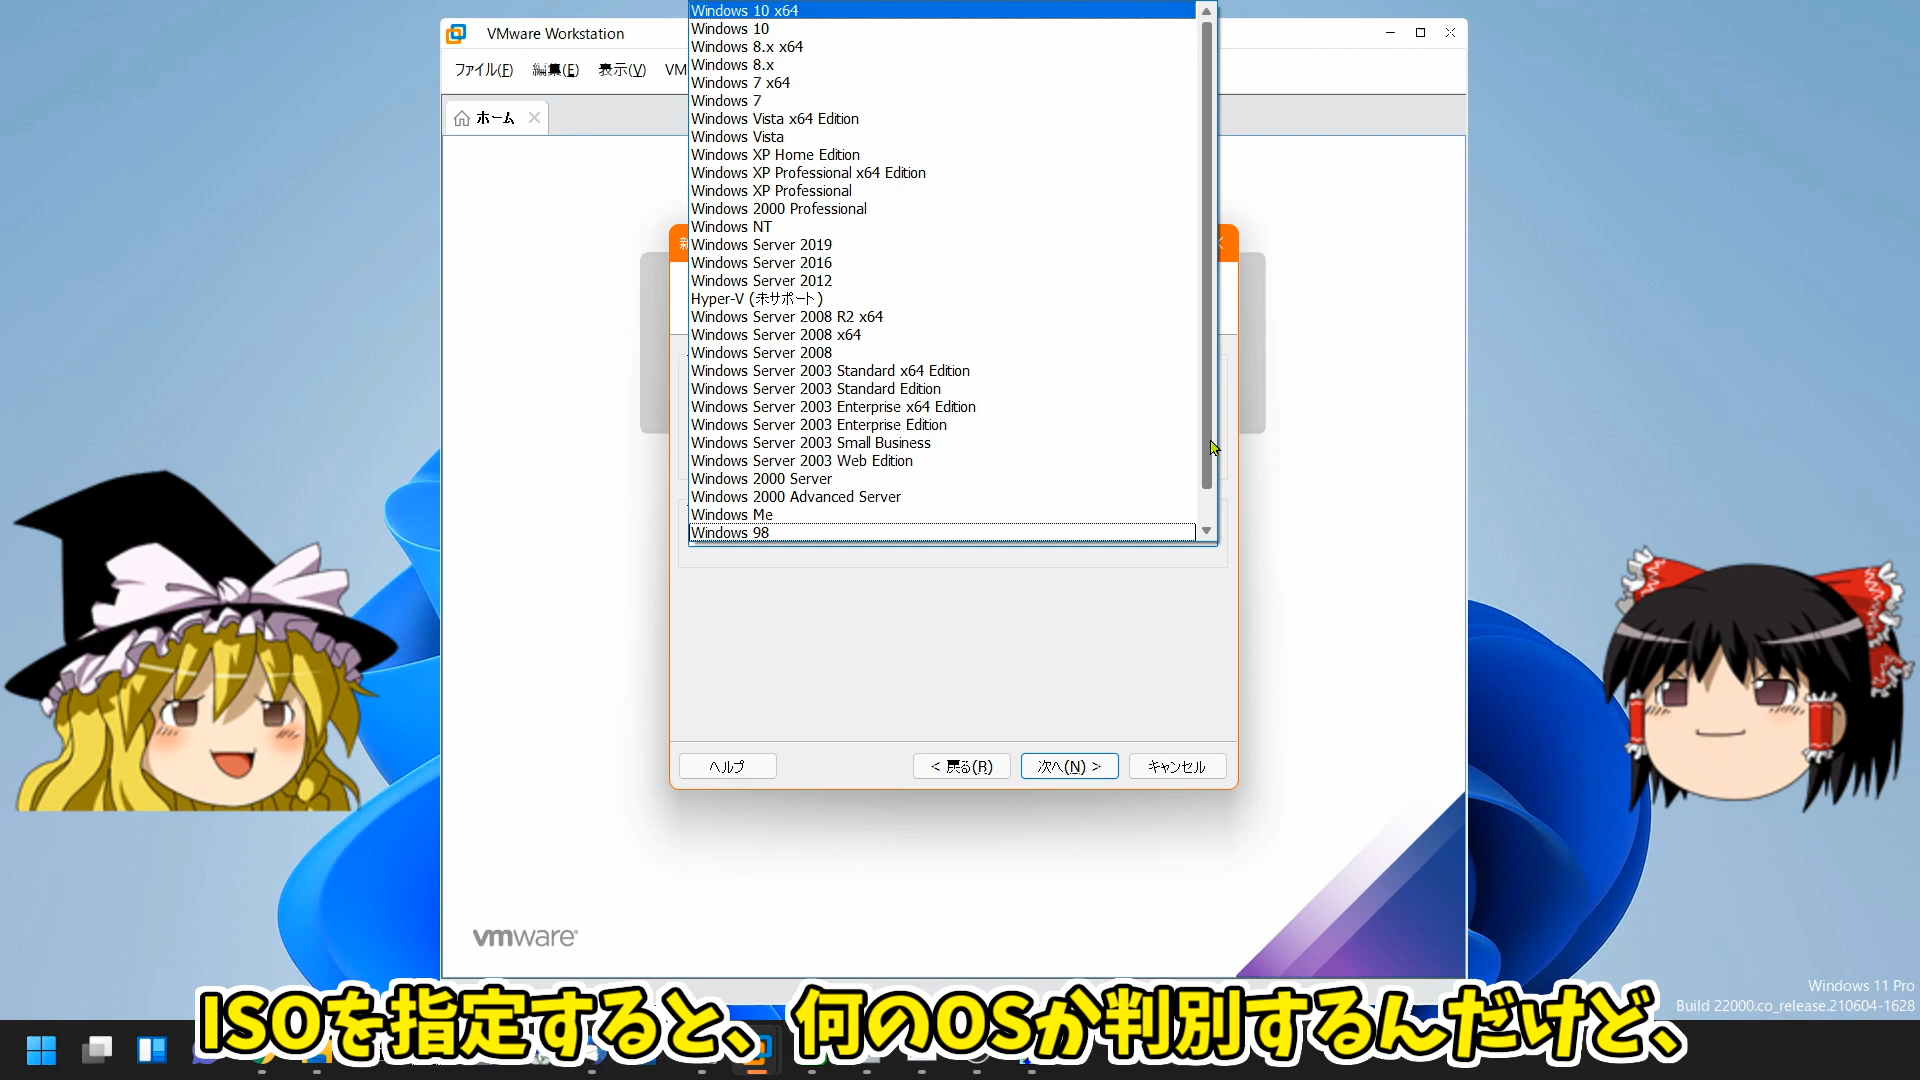 VMware Workstation
ファイル(F) 編集(E) 表示(V) VM
ホーム
Windows 10 x64
Windows 10
Windows 8.x x64
Windows 8.x
Windows 7 x64
Windows 7
Windows Vista x64 Edition
Windows Vista
Windows XP Home Edition
Windows XP Professional x64 Edition
Windows XP Professional
Windows 2000 Professional
Windows NT
Windows Server 2019
Windows Server 2016
Windows Server 2012
Hyper-V (未サポート)
Windows Server 2008 R2 x64
Windows Server 2008 x64
Windows Server 2008
Windows Server 2003 Standard x64 Edition
Windows Server 2003 Standard Edition
Windows Server 2003 Enterprise x64 Edition
Windows Server 2003 Enterprise Edition
Windows Server 2003 Small Business
Windows Server 2003 Web Edition
Windows 2000 Server
Windows 2000 Advanced Server
Windows Me
Windows 98
ヘルプ < 戻る(R) 次へ(N) > キャンセル
vmware
Windows 11 Pro
Build 22000.co_release.210604-1628
ISOを指定すると、何のOSか判別するんだけど、